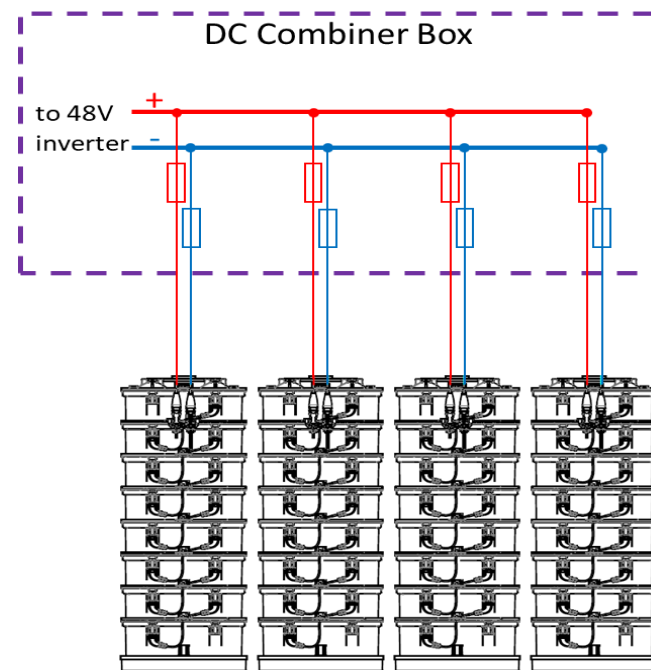 DC Combiner Box
+
to 48V
-
inverter